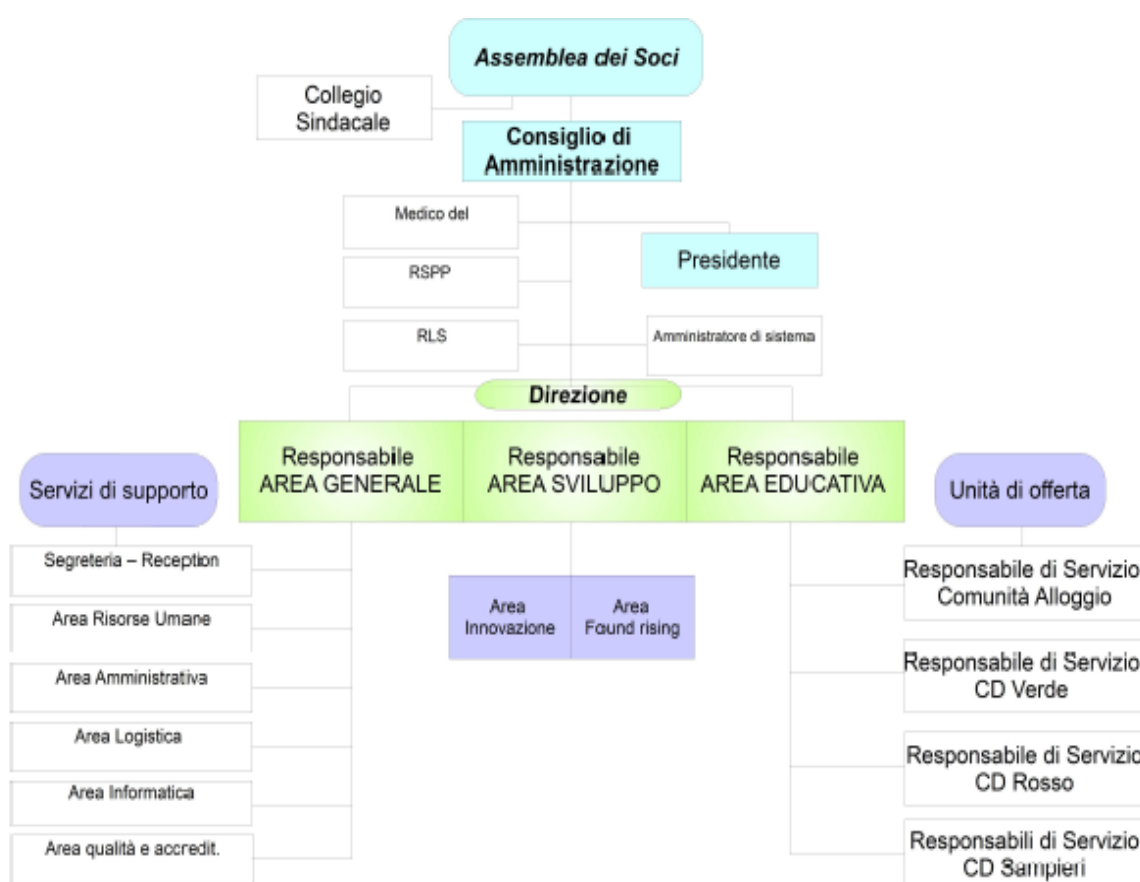 Assemblea dei Soci
Collegio
Sindacale
Consiglio di
Amministrazione
Medico del
Presidente
RSPP
RLS
Amministratore di sistema
Direzione
Responsabile
AREA GENERALE
Responsabile
AREA SVILUPPO
Responsabile
AREA EDUCATIVA
Servizi di supporto
Unità di offerta
Segreteria – Reception
Area Risorse Umane
Area Amministrativa
Area Logistica
Area Informatica
Area qualità e accredit.
Area
Innovazione
Area
Found rising
Responsabile di Servizio
Comunità Alloggio
Responsabile di Servizio
CD Verde
Responsabile di Servizio
CD Rosso
Responsabili di Servizio
CD Sampieri